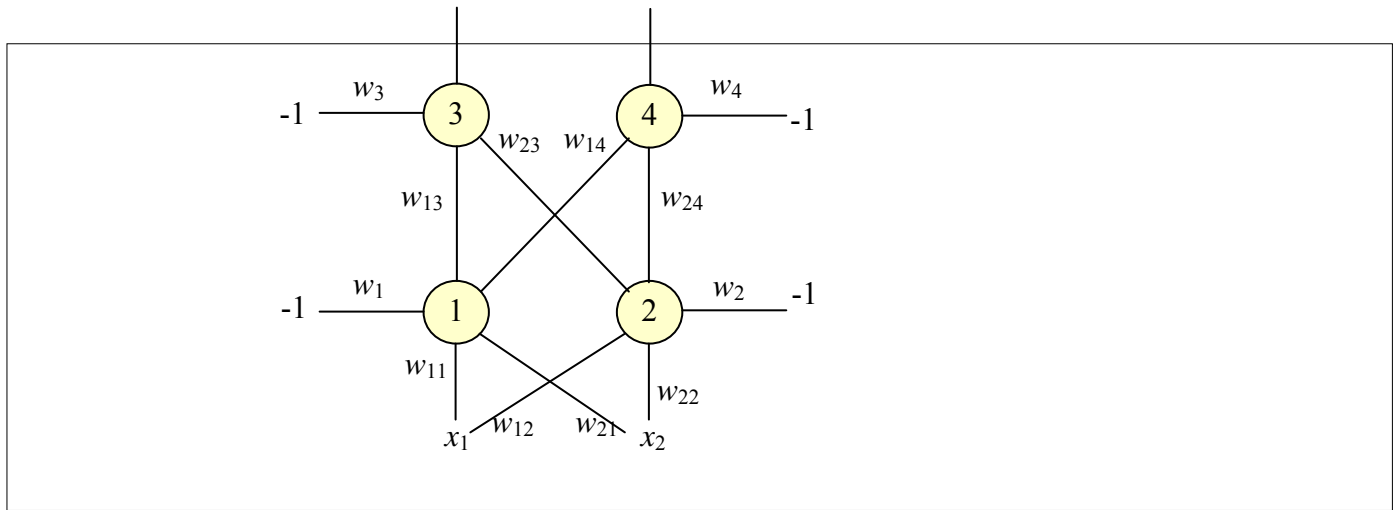 w₃ w₄
-1 3 4 -1
w₂₃ w₁₄
w₁₃ w₂₄
w₁ w₂
-1 1 2 -1
w₁₁
w₂₂
x₁ w₁₂ w₂₁ x₂